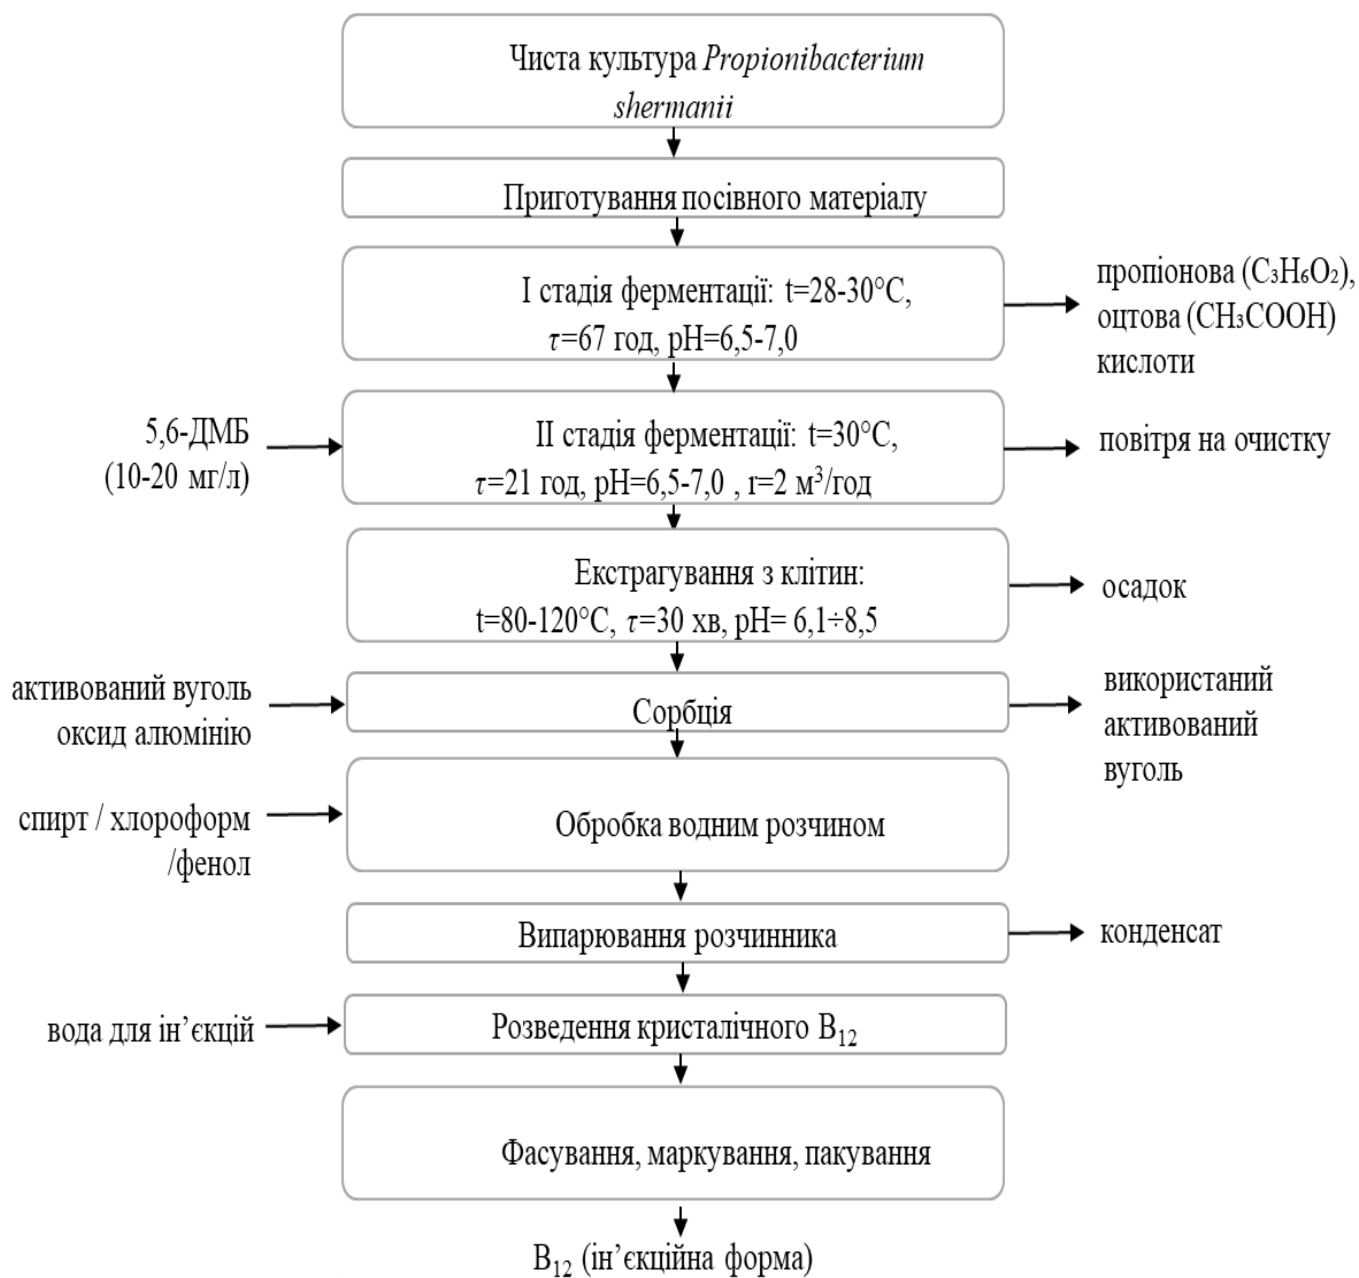 Чиста культура Propionibacterium
shermanii
Приготування посівного матеріалу
І стадія ферментації: t=28-30°C,
τ=67 год, pH=6,5-7,0
пропіонова (C₃H₆O₂),
оцтова (CH₃COOH)
кислоти
5,6-ДМБ
(10-20 мг/л)
ІІ стадія ферментації: t=30°C,
τ=21 год, pH=6,5-7,0 , r=2 м³/год
повітря на очистку
Екстрагування з клітин:
t=80-120°C, τ=30 хв, pH= 6,1÷8,5
осадок
активований вуголь
оксид алюмінію
Сорбція
використаний
активований
вуголь
спирт / хлороформ
/фенол
Обробка водним розчином
Випарювання розчинника
конденсат
вода для ін’єкцій
Розведення кристалічного B₁₂
Фасування, маркування, пакування
B₁₂ (ін’єкційна форма)